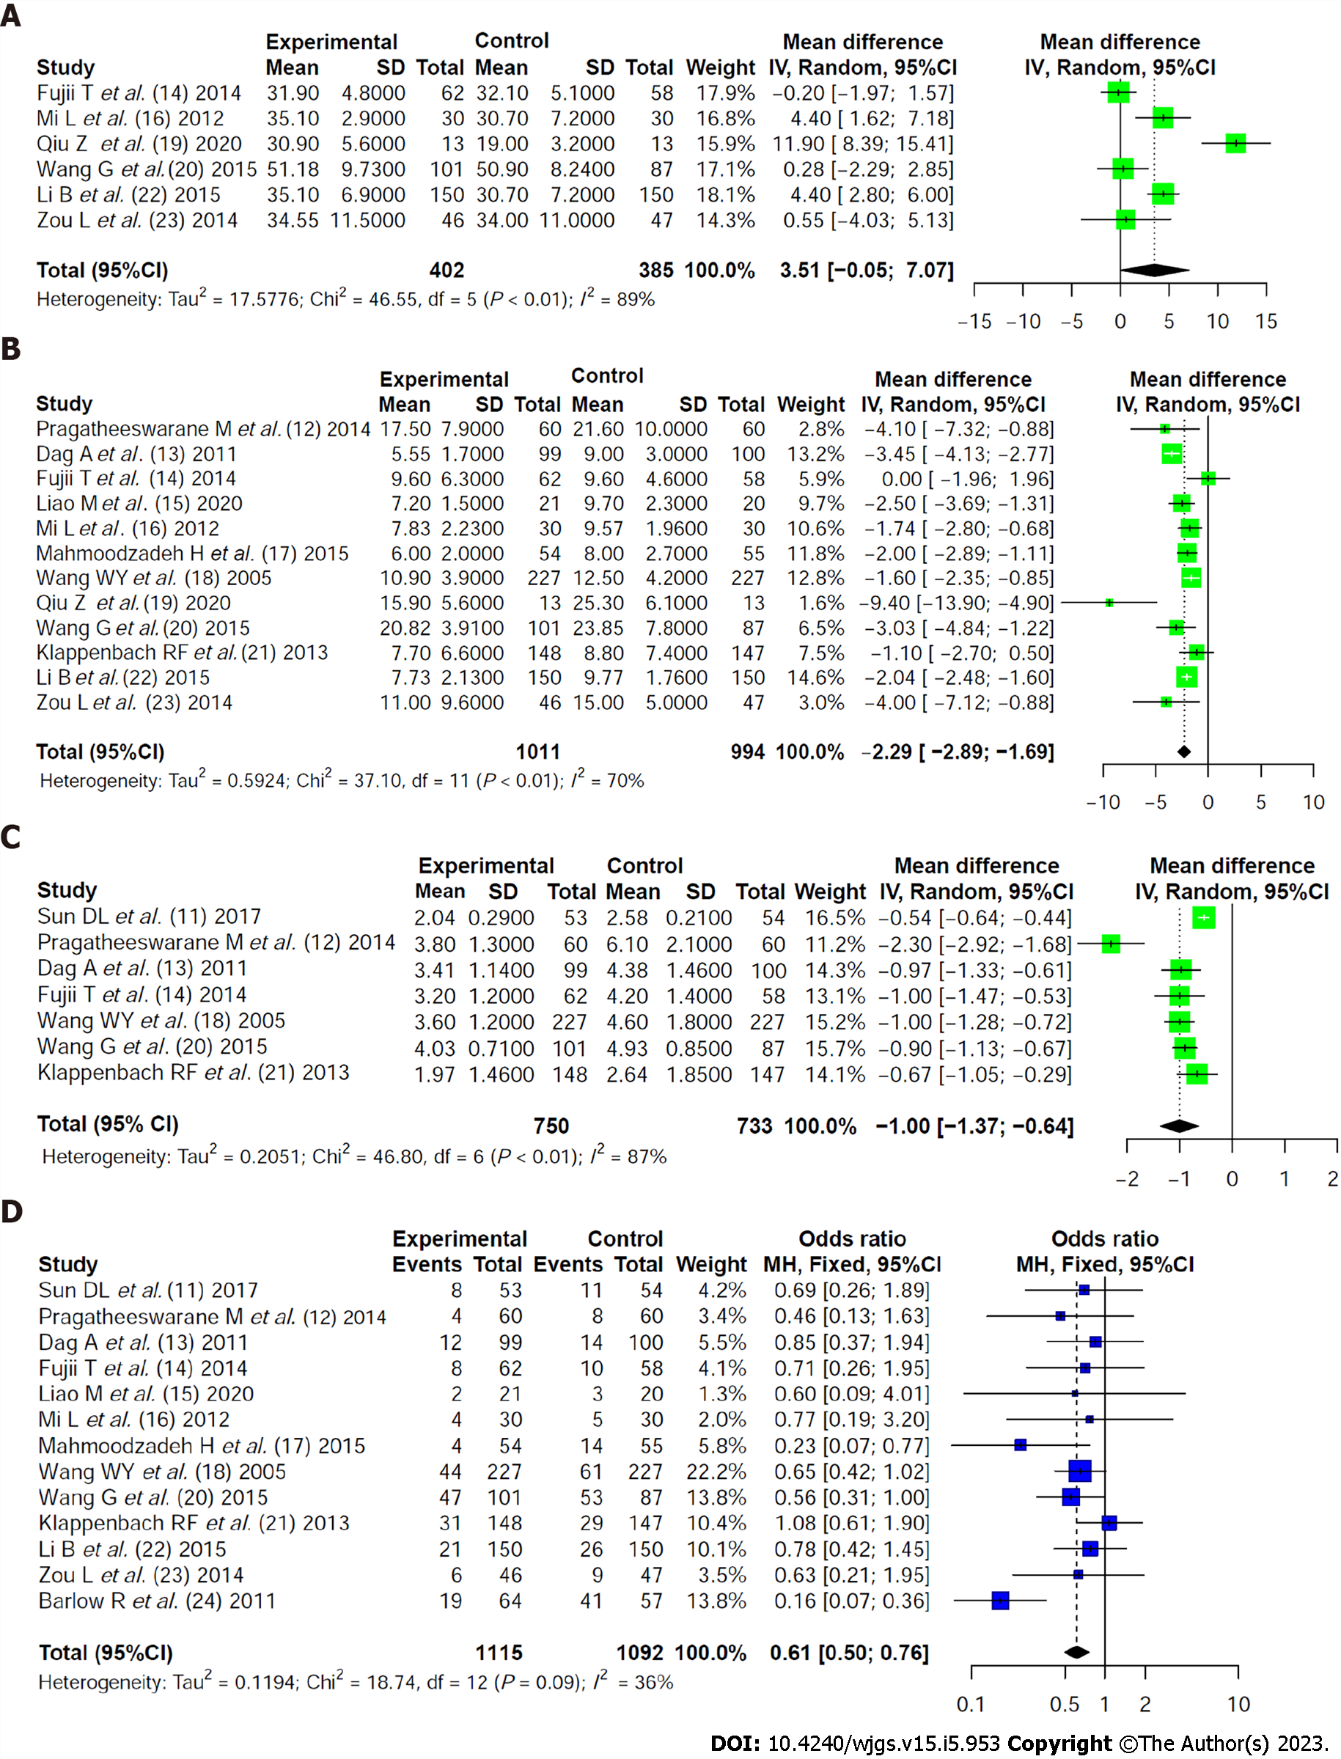 A
Experimental Control Mean difference Mean difference
Study Mean SD Total Mean SD Total Weight IV, Random, 95%CI IV, Random, 95%CI
Fujii T et al. (14) 2014 31.90 4.8000 62 32.10 5.1000 58 17.9% −0.20 [−1.97; 1.57]
Mi L et al. (16) 2012 35.10 2.9000 30 30.70 7.2000 30 16.8% 4.40 [ 1.62; 7.18]
Qiu Z et al. (19) 2020 30.90 5.6000 13 19.00 3.2000 13 15.9% 11.90 [ 8.39; 15.41]
Wang G et al.(20) 2015 51.18 9.7300 101 50.90 8.2400 87 17.1% 0.28 [−2.29; 2.85]
Li B et al. (22) 2015 35.10 6.9000 150 30.70 7.2000 150 18.1% 4.40 [ 2.80; 6.00]
Zou L et al. (23) 2014 34.55 11.5000 46 34.00 11.0000 47 14.3% 0.55 [−4.03; 5.13]
Total (95%CI) 402 385 100.0% 3.51 [−0.05; 7.07]
Heterogeneity: Tau2 = 17.5776; Chi2 = 46.55, df = 5 (P < 0.01); I2 = 89%
−15 −10 −5 0 5 10 15
B
Experimental Control Mean difference Mean difference
Study Mean SD Total Mean SD Total Weight IV, Random, 95%CI IV, Random, 95%CI
Pragatheeswarane M et al. (12) 2014 17.50 7.9000 60 21.60 10.0000 60 2.8% −4.10 [ −7.32; −0.88]
Dag A et al. (13) 2011 5.55 1.7000 99 9.00 3.0000 100 13.2% −3.45 [ −4.13; −2.77]
Fujii T et al. (14) 2014 9.60 6.3000 62 9.60 4.6000 58 5.9% 0.00 [ −1.96; 1.96]
Liao M et al. (15) 2020 7.20 1.5000 21 9.70 2.3000 20 9.7% −2.50 [ −3.69; −1.31]
Mi L et al. (16) 2012 7.83 2.2300 30 9.57 1.9600 30 10.6% −1.74 [ −2.80; −0.68]
Mahmoodzadeh H et al. (17) 2015 6.00 2.0000 54 8.00 2.7000 55 11.8% −2.00 [ −2.89; −1.11]
Wang WY et al. (18) 2005 10.90 3.9000 227 12.50 4.2000 227 12.8% −1.60 [ −2.35; −0.85]
Qiu Z et al. (19) 2020 15.90 5.6000 13 25.30 6.1000 13 1.6% −9.40 [−13.90; −4.90]
Wang G et al. (20) 2015 20.82 3.9100 101 23.85 7.8000 87 6.5% −3.03 [ −4.84; −1.22]
Klappenbach RF et al. (21) 2013 7.70 6.6000 148 8.80 7.4000 147 7.5% −1.10 [ −2.70; 0.50]
Li B et al. (22) 2015 7.73 2.1300 150 9.77 1.7600 150 14.6% −2.04 [ −2.48; −1.60]
Zou L et al. (23) 2014 11.00 9.6000 46 15.00 5.0000 47 3.0% −4.00 [ −7.12; −0.88]
Total (95%CI) 1011 994 100.0% −2.29 [ −2.89; −1.69]
Heterogeneity: Tau2 = 0.5924; Chi2 = 37.10, df = 11 (P < 0.01); I2 = 70%
−10 −5 0 5 10
C
Experimental Control Mean difference Mean difference
Study Mean SD Total Mean SD Total Weight IV, Random, 95%CI IV, Random, 95%CI
Sun DL et al. (11) 2017 2.04 0.2900 53 2.58 0.2100 54 16.5% −0.54 [−0.64; −0.44]
Pragatheeswarane M et al. (12) 2014 3.80 1.3000 60 6.10 2.1000 60 11.2% −2.30 [−2.92; −1.68]
Dag A et al. (13) 2011 3.41 1.1400 99 4.38 1.4600 100 14.3% −0.97 [−1.33; −0.61]
Fujii T et al. (14) 2014 3.20 1.2000 62 4.20 1.4000 58 13.1% −1.00 [−1.47; −0.53]
Wang WY et al. (18) 2005 3.60 1.2000 227 4.60 1.8000 227 15.2% −1.00 [−1.28; −0.72]
Wang G et al. (20) 2015 4.03 0.7100 101 4.93 0.8500 87 15.7% −0.90 [−1.13; −0.67]
Klappenbach RF et al. (21) 2013 1.97 1.4600 148 2.64 1.8500 147 14.1% −0.67 [−1.05; −0.29]
Total (95% CI) 750 733 100.0% −1.00 [−1.37; −0.64]
Heterogeneity: Tau2 = 0.2051; Chi2 = 46.80, df = 6 (P < 0.01); I2 = 87%
−2 −1 0 1 2
D
Experimental Control Odds ratio Odds ratio
Study Events Total Events Total Weight MH, Fixed, 95%CI MH, Fixed, 95%CI
Sun DL et al. (11) 2017 8 53 11 54 4.2% 0.69 [0.26; 1.89]
Pragatheeswarane M et al. (12) 2014 4 60 8 60 3.4% 0.46 [0.13; 1.63]
Dag A et al. (13) 2011 12 99 14 100 5.5% 0.85 [0.37; 1.94]
Fujii T et al. (14) 2014 8 62 10 58 4.1% 0.71 [0.26; 1.95]
Liao M et al. (15) 2020 2 21 3 20 1.3% 0.60 [0.09; 4.01]
Mi L et al. (16) 2012 4 30 5 30 2.0% 0.77 [0.19; 3.20]
Mahmoodzadeh H et al. (17) 2015 4 54 14 55 5.8% 0.23 [0.07; 0.77]
Wang WY et al. (18) 2005 44 227 61 227 22.2% 0.65 [0.42; 1.02]
Wang G et al. (20) 2015 47 101 53 87 13.8% 0.56 [0.31; 1.00]
Klappenbach RF et al. (21) 2013 31 148 29 147 10.4% 1.08 [0.61; 1.90]
Li B et al. (22) 2015 21 150 26 150 10.1% 0.78 [0.42; 1.45]
Zou L et al. (23) 2014 6 46 9 47 3.5% 0.63 [0.21; 1.95]
Barlow R et al. (24) 2011 19 64 41 57 13.8% 0.16 [0.07; 0.36]
Total (95%CI) 1115 1092 100.0% 0.61 [0.50; 0.76]
Heterogeneity: Tau2 = 0.1194; Chi2 = 18.74, df = 12 (P = 0.09); I2 = 36%
0.1 0.5 1 2 10
DOI: 10.4240/wjgs.v15.i5.953 Copyright ©The Author(s) 2023.